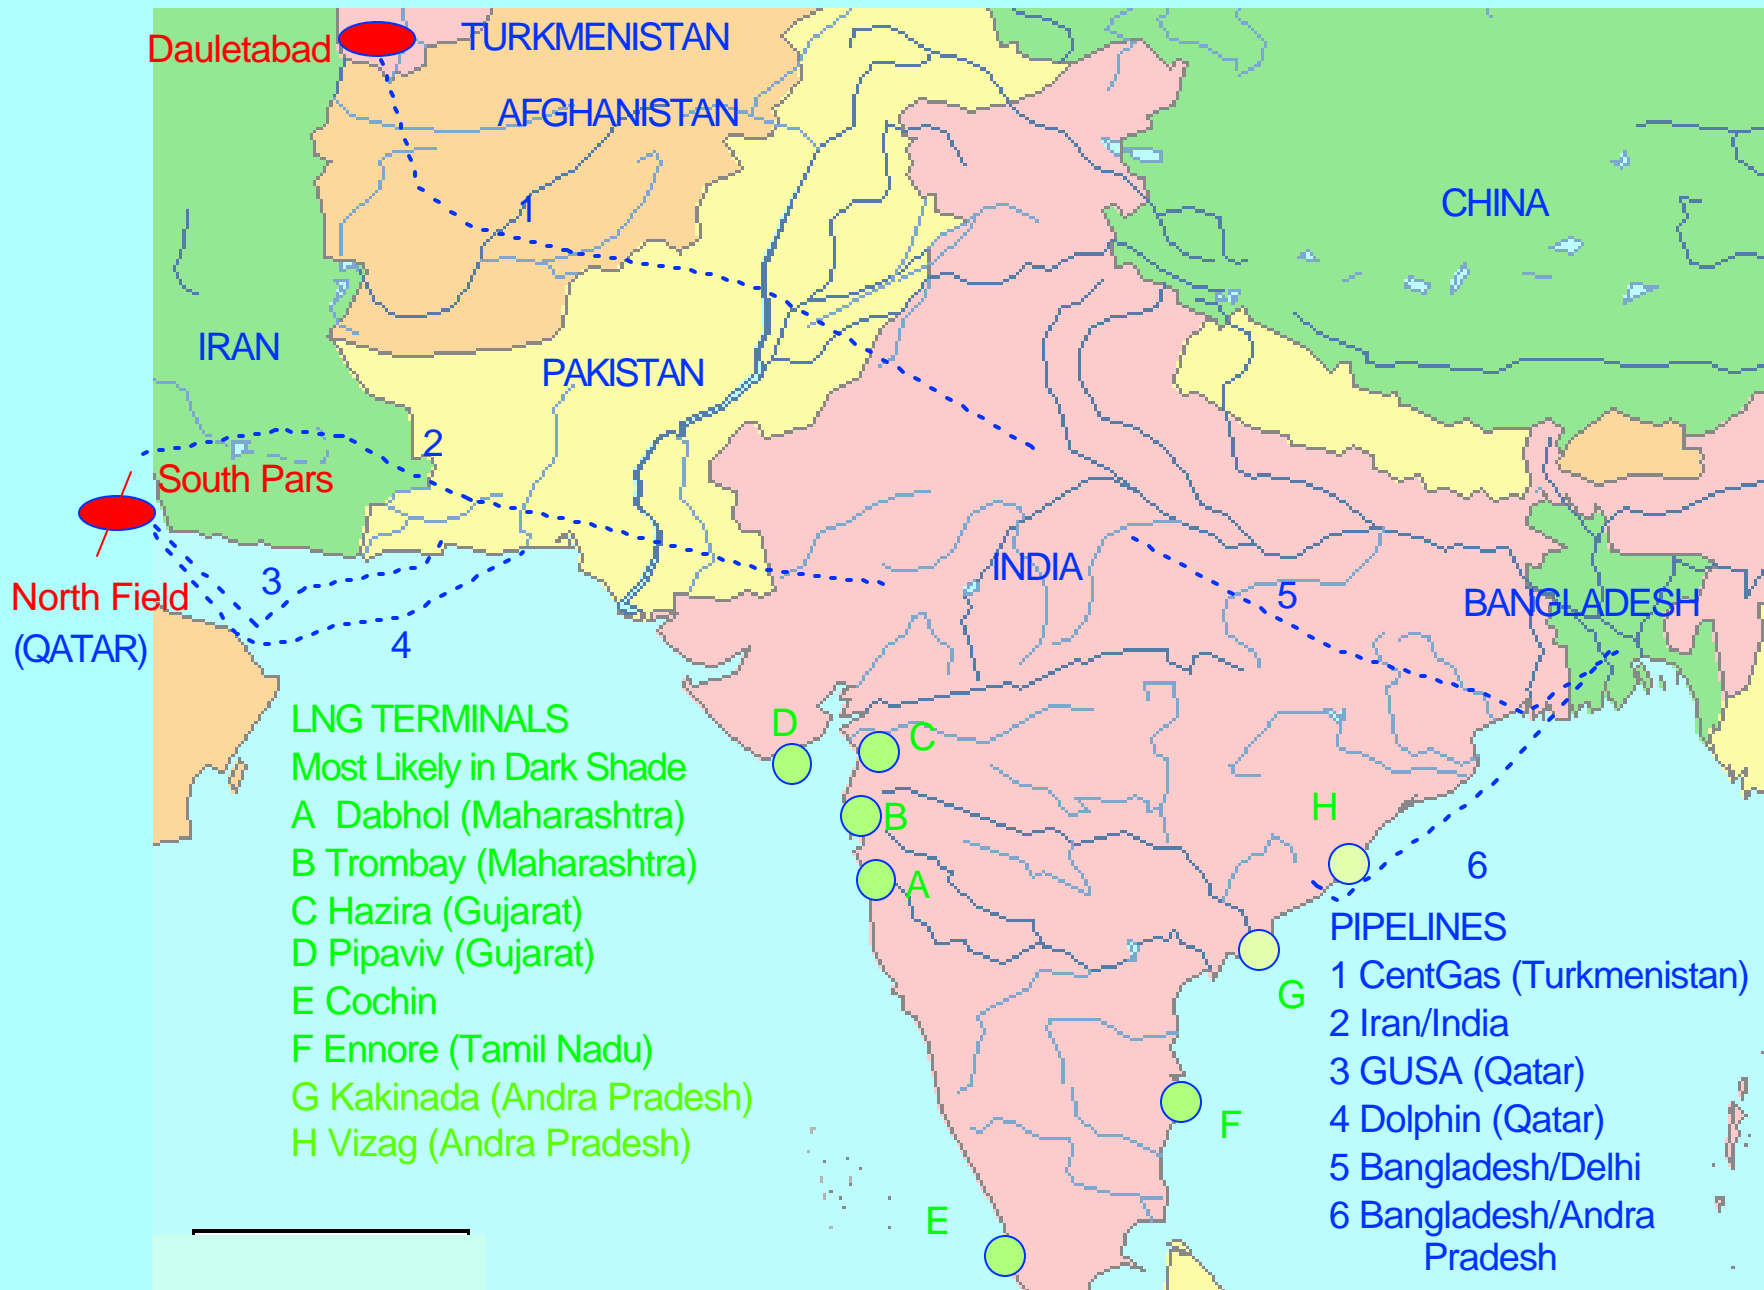 Dauletabad
TURKMENISTAN
AFGHANISTAN
1
CHINA
IRAN
PAKISTAN
2
South Pars
INDIA
3
5
North Field
BANGLADESH
(QATAR)
4
LNG TERMINALS
Most Likely in Dark Shade
A Dabhol (Maharashtra)
B Trombay (Maharashtra)
C Hazira (Gujarat)
D Pipaviv (Gujarat)
E Cochin
F Ennore (Tamil Nadu)
G Kakinada (Andra Pradesh)
H Vizag (Andra Pradesh)
D
C
B
A
H
6
G
F
E
PIPELINES
1 CentGas (Turkmenistan)
2 Iran/India
3 GUSA (Qatar)
4 Dolphin (Qatar)
5 Bangladesh/Delhi
6 Bangladesh/Andra
Pradesh